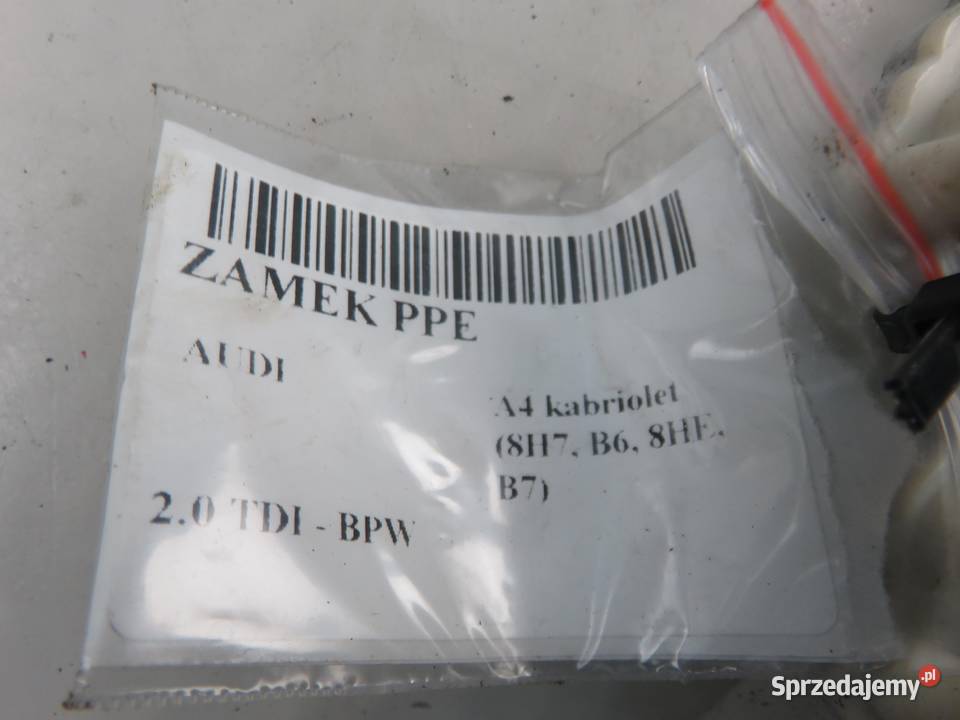 ZAMEK PPE
AUDI
A4 kabriolet
(8H7, B6, 8HE,
B7)
2.0 TDI - BPW
Sprzedajemy.pl